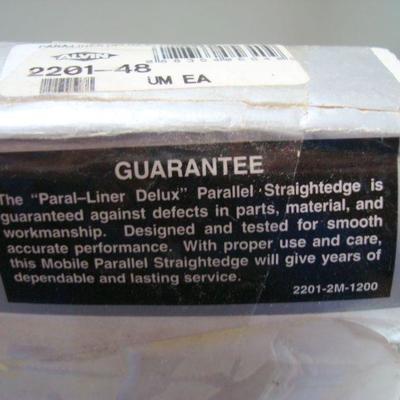 ALVIN
2201-48
UM EA
GUARANTEE
The "Paral-Liner Delux" Parallel Straightedge is
guaranteed against defects in parts, material, and
workmanship. Designed and tested for smooth
accurate performance. With proper use and care,
this Mobile Parallel Straightedge will give years of
dependable and lasting service.
2201-2M-1200